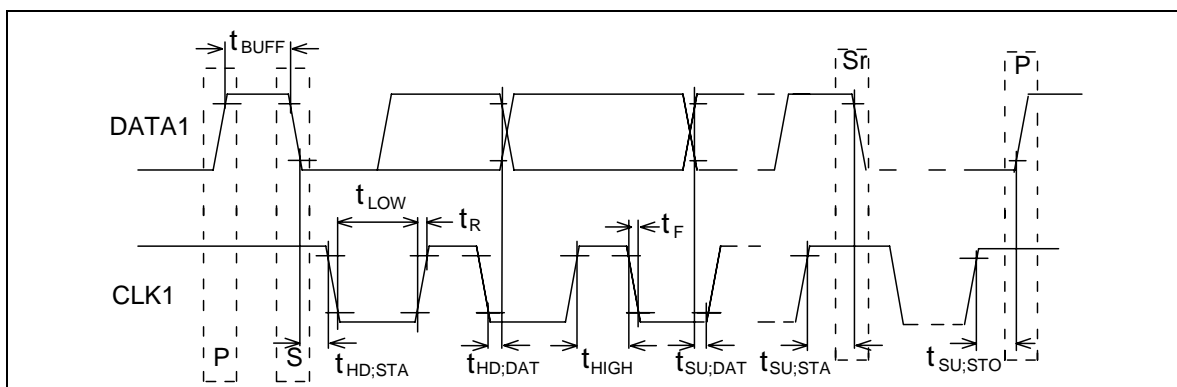 tBUFF
Sr
P
DATA1
tLOW
tR
tF
CLK1
P
S
tHD;STA
tHD;DAT
tHIGH
tSU;DAT
tSU;STA
tSU;STO